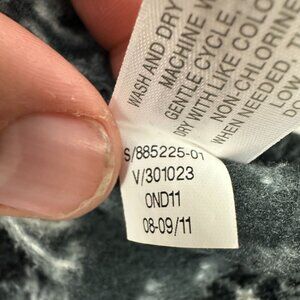 WASH AND DRY
MACHINE W
GENTLE CYCLE,
DRY WITH LIKE COLO
NON-CHLORINE
WHEN NEEDED, T
S/885225-01
V/301023
OND11
08-09/11